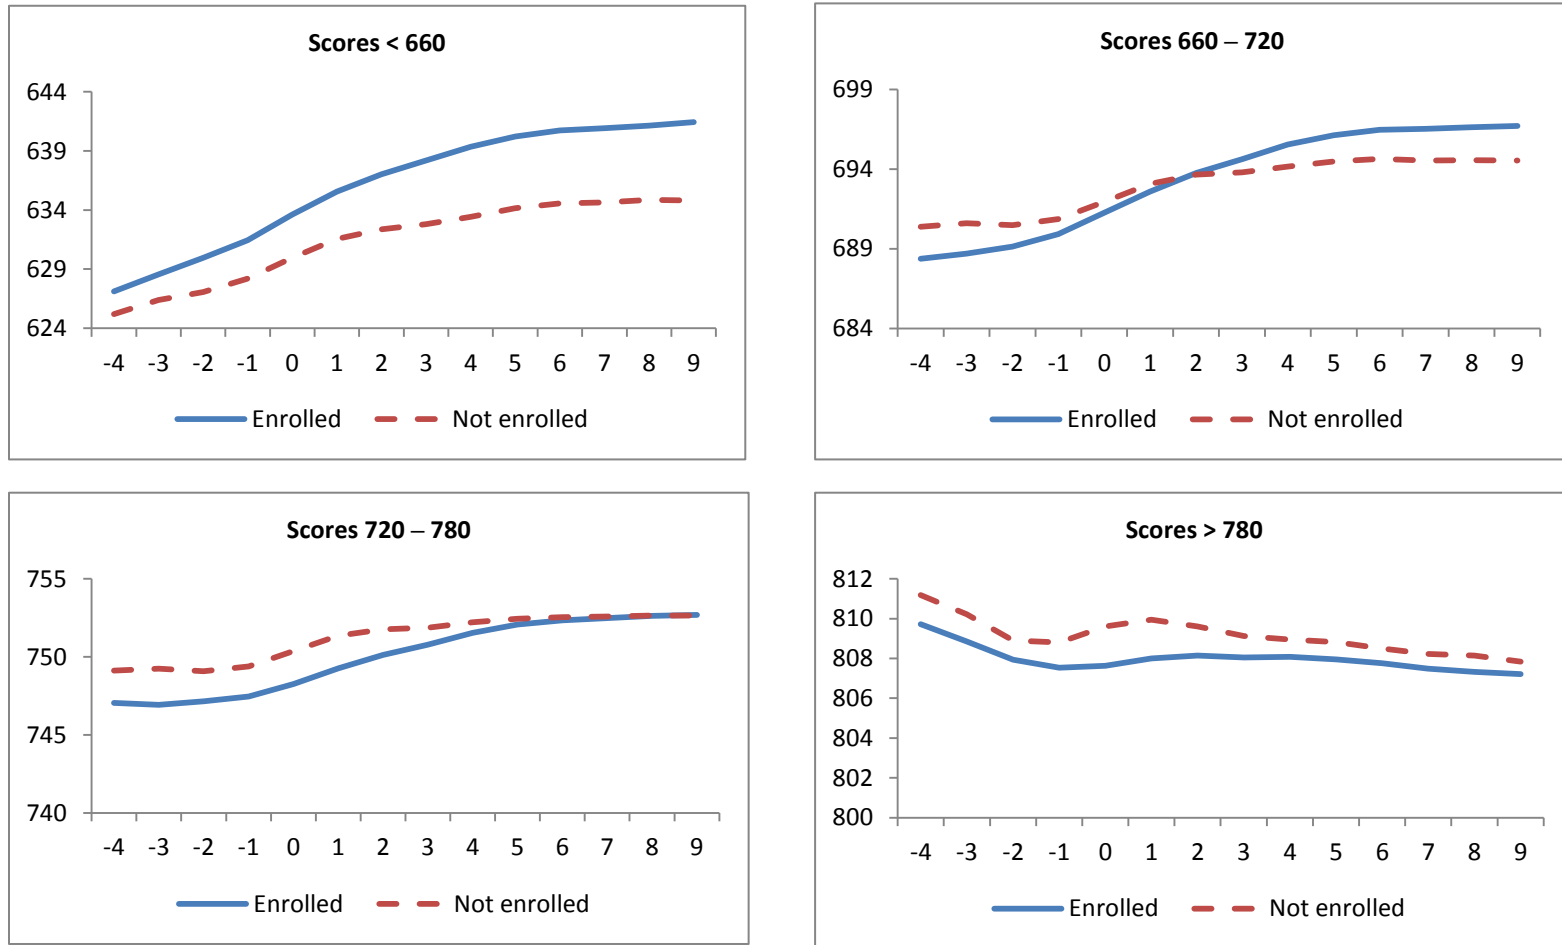 Scores < 660
644
639
634
629
624
-4 -3 -2 -1 0 1 2 3 4 5 6 7 8 9
Enrolled Not enrolled
Scores 660 – 720
699
694
689
684
-4 -3 -2 -1 0 1 2 3 4 5 6 7 8 9
Enrolled Not enrolled
Scores 720 – 780
755
750
745
740
-4 -3 -2 -1 0 1 2 3 4 5 6 7 8 9
Enrolled Not enrolled
Scores > 780
812
810
808
806
804
802
800
-4 -3 -2 -1 0 1 2 3 4 5 6 7 8 9
Enrolled Not enrolled